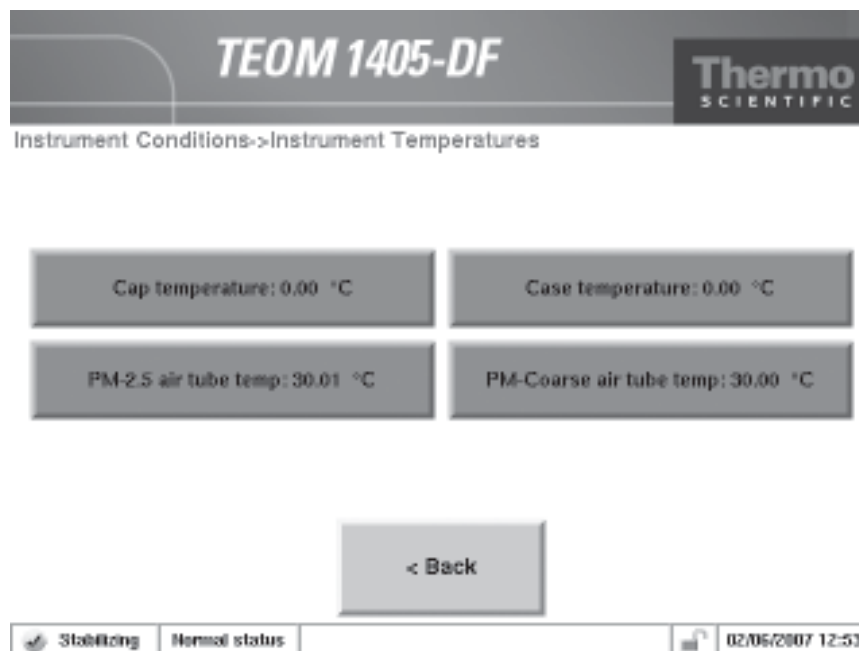 TEOM 1405-DF
Thermo
SCIENTIFIC
Instrument Conditions->Instrument Temperatures
Cap temperature: 0.00 °C
Case temperature: 0.00 °C
PM-2.5 air tube temp: 30.01 °C
PM-Coarse air tube temp: 30.00 °C
< Back
Stabilizing
Normal status
02/06/2007 12:53